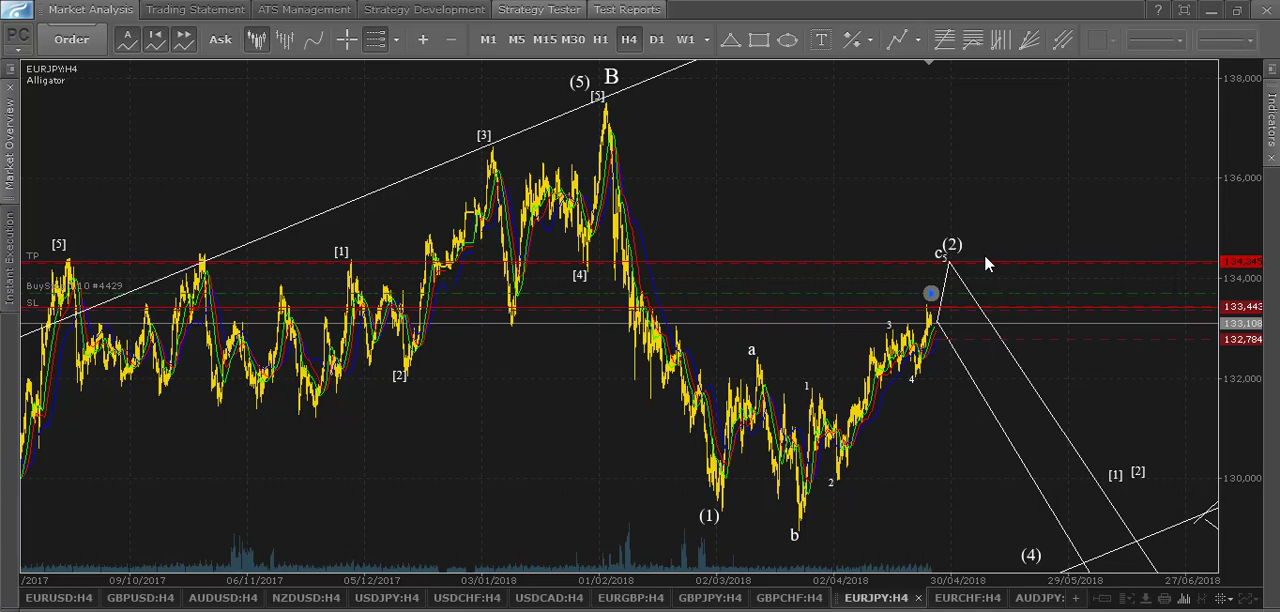 Market Analysis Trading Statement ATS Management Strategy Development Strategy Tester Test Reports ?
PC Order A Ask M1 M5 M15 M30 H1 H4 D1 W1 T
EURJPY:H4
Alligator
Market Overview
Instant Execution
Indicators
(5) B
[5]
[3]
[5]
[1]
[4]
[2]
TP
#4429
SL
c5 (2)
a
3
4
1
2
b
(1)
[1] [2]
(4)
138,000
136,000
134,345
134,000
133,443
133,108
132,784
132,000
130,000
/2017 09/10/2017 06/11/2017 05/12/2017 03/01/2018 01/02/2018 02/03/2018 02/04/2018 30/04/2018 29/05/2018 27/06/2018
EURUSD:H4 GBPUSD:H4 AUDUSD:H4 NZDUSD:H4 USDJPY:H4 USDCHF:H4 USDCAD:H4 EURGBP:H4 GBPJPY:H4 GBPCHF:H4 EURJPY:H4 EURCHF:H4 AUDJPY: